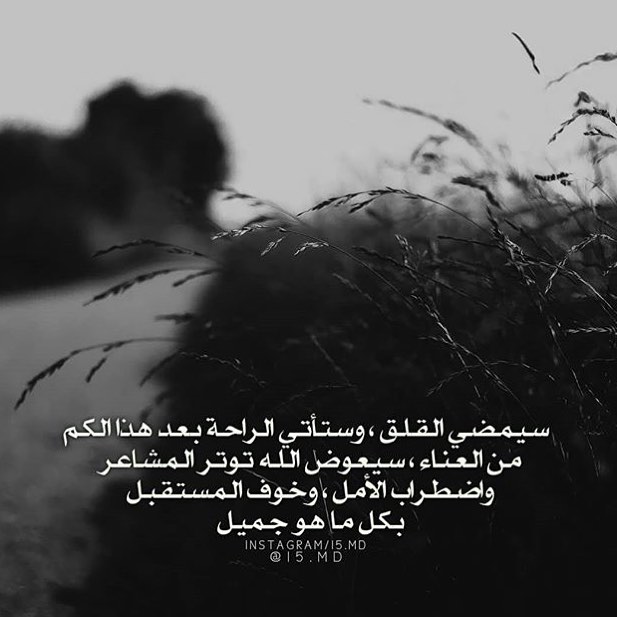 سيمضي القلق ، وستأتي الراحة بعد هذا الكم
من العناء ، سيعوض الله توتر المشاعر
واضطراب الأمل ، وخوف المستقبل
بكل ما هو جميل
INSTAGRAM/I5.MD
@I5.MD